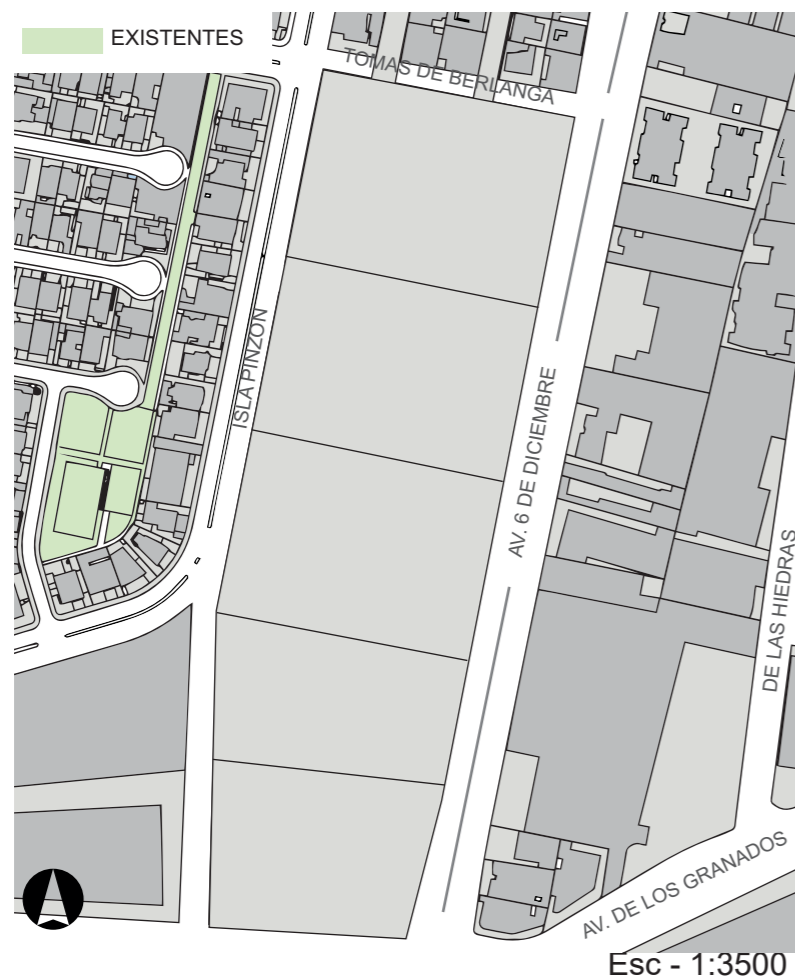 EXISTENTES
TOMAS DE BERLANGA
ISLA PINZON
AV. 6 DE DICIEMBRE
DE LAS HIEDRAS
AV. DE LOS GRANADOS
Esc - 1:3500